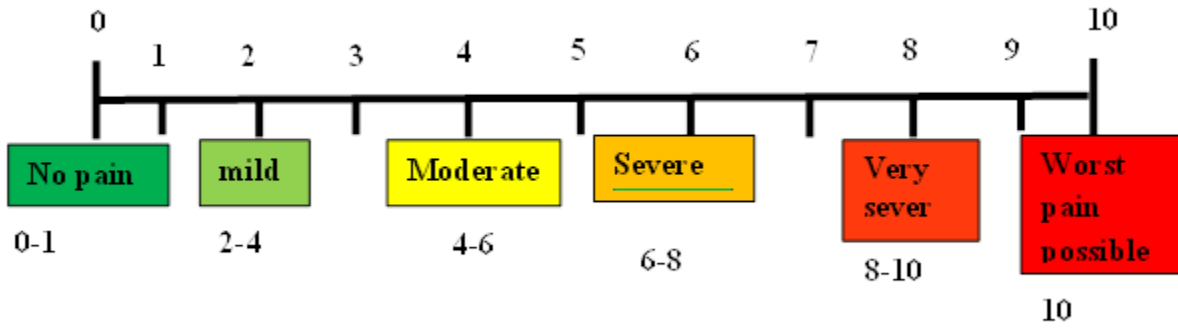 0 1 2 3 4 5 6 7 8 9 10
No pain
mild
Moderate
Severe
Very
sever
Worst
pain
possible
0-1
2-4
4-6
6-8
8-10
10